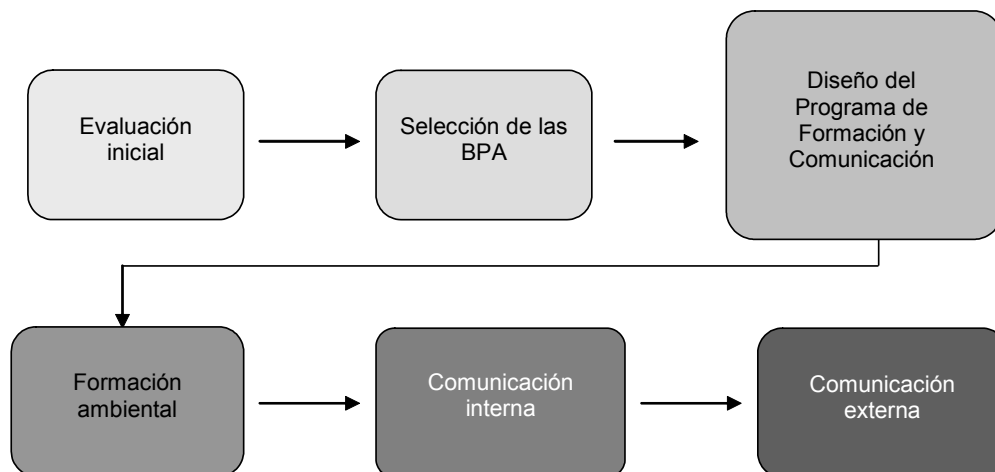 Evaluación
inicial
Selección de las
BPA
Diseño del
Programa de
Formación y
Comunicación
Formación
ambiental
Comunicación
interna
Comunicación
externa